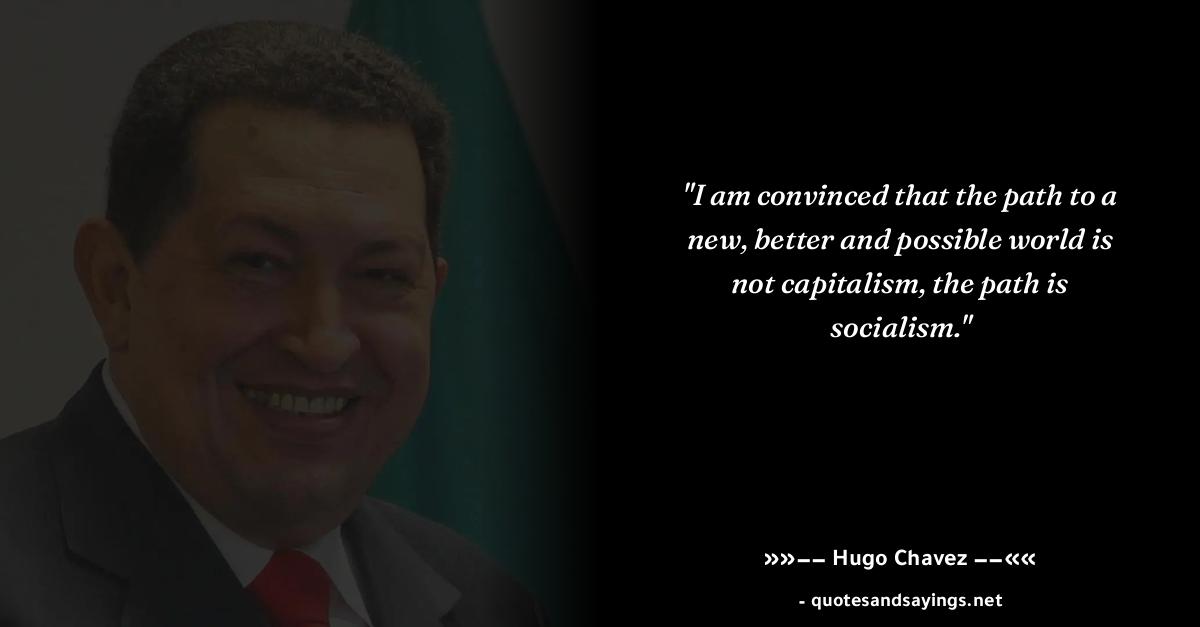 "I am convinced that the path to a
new, better and possible world is
not capitalism, the path is
socialism."
»»−− Hugo Chavez −−««
- quotesandsayings.net